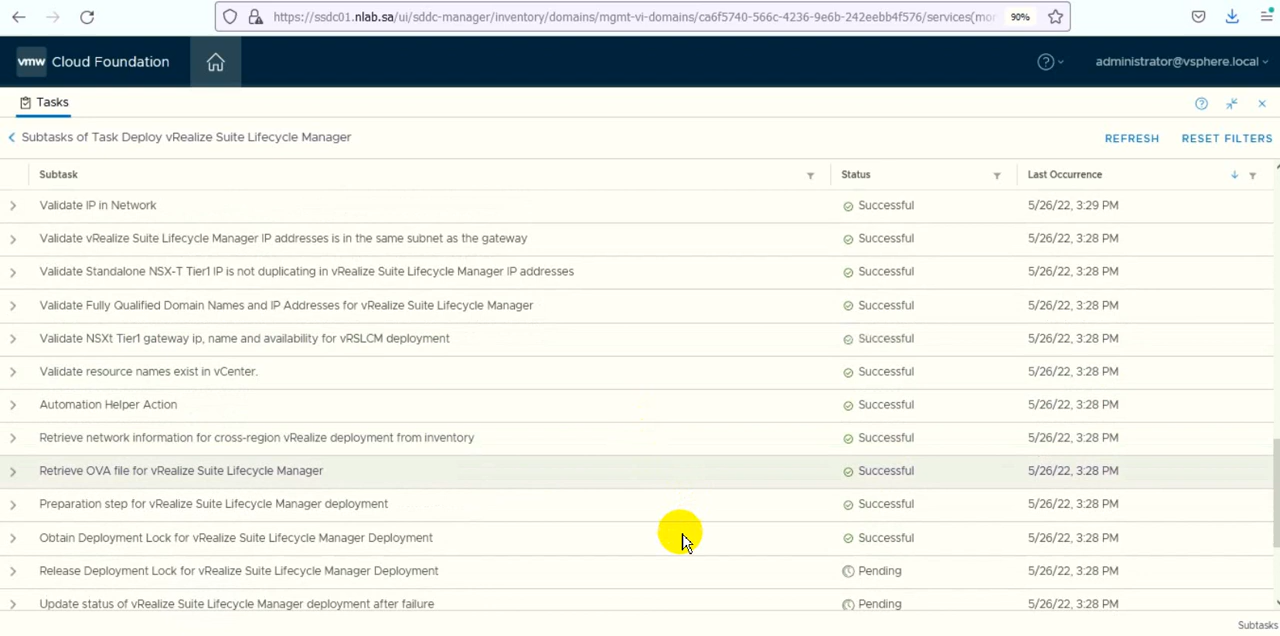 https://ssdc01.nlab.sa/ui/sddc-manager/inventory/domains/mgmt-vi-domains/ca6f5740-566c-4236-9e6b-242eebb4f576/services(mor 90%
vmw Cloud Foundation administrator@vsphere.local
Tasks
Subtasks of Task Deploy vRealize Suite Lifecycle Manager REFRESH RESET FILTERS
Subtask Status Last Occurrence
Validate IP in Network Successful 5/26/22, 3:29 PM
Validate vRealize Suite Lifecycle Manager IP addresses is in the same subnet as the gateway Successful 5/26/22, 3:28 PM
Validate Standalone NSX-T Tier1 IP is not duplicating in vRealize Suite Lifecycle Manager IP addresses Successful 5/26/22, 3:28 PM
Validate Fully Qualified Domain Names and IP Addresses for vRealize Suite Lifecycle Manager Successful 5/26/22, 3:28 PM
Validate NSXt Tier1 gateway ip, name and availability for vRSLCM deployment Successful 5/26/22, 3:28 PM
Validate resource names exist in vCenter. Successful 5/26/22, 3:28 PM
Automation Helper Action Successful 5/26/22, 3:28 PM
Retrieve network information for cross-region vRealize deployment from inventory Successful 5/26/22, 3:28 PM
Retrieve OVA file for vRealize Suite Lifecycle Manager Successful 5/26/22, 3:28 PM
Preparation step for vRealize Suite Lifecycle Manager deployment Successful 5/26/22, 3:28 PM
Obtain Deployment Lock for vRealize Suite Lifecycle Manager Deployment Successful 5/26/22, 3:28 PM
Release Deployment Lock for vRealize Suite Lifecycle Manager Deployment Pending 5/26/22, 3:28 PM
Update status of vRealize Suite Lifecycle Manager deployment after failure Pending 5/26/22, 3:28 PM
Subtasks